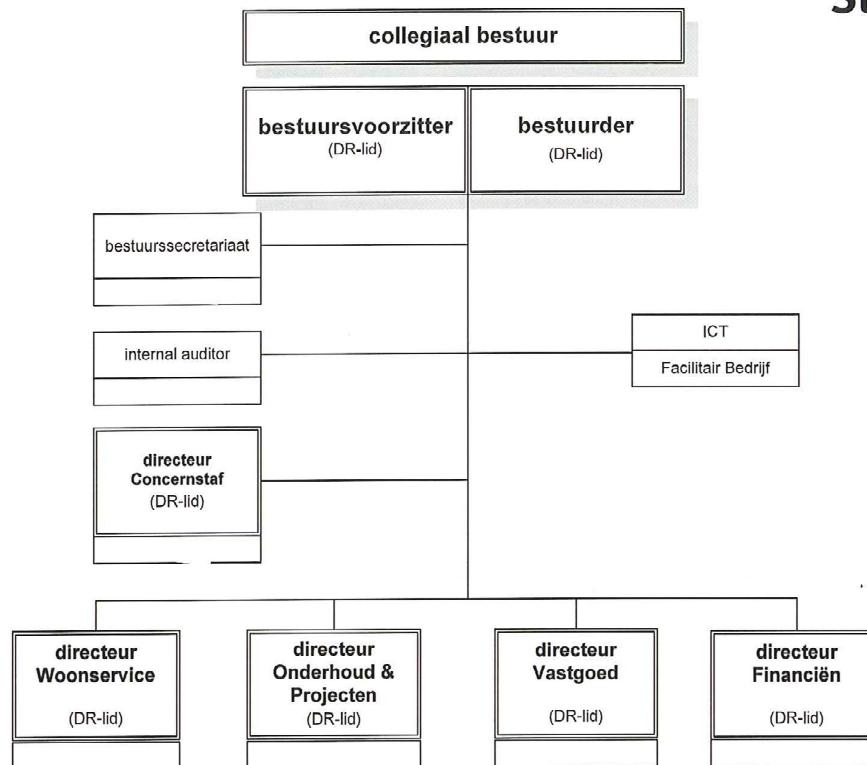 collegiaal bestuur
bestuursvoorzitter
(DR-lid)
bestuurder
(DR-lid)
bestuurssecretariaat
internal auditor
ICT
Facilitair Bedrijf
directeur
Concernstaf
(DR-lid)
directeur
Woonservice
(DR-lid)
directeur
Onderhoud &
Projecten
(DR-lid)
directeur
Vastgoed
(DR-lid)
directeur
Financiën
(DR-lid)